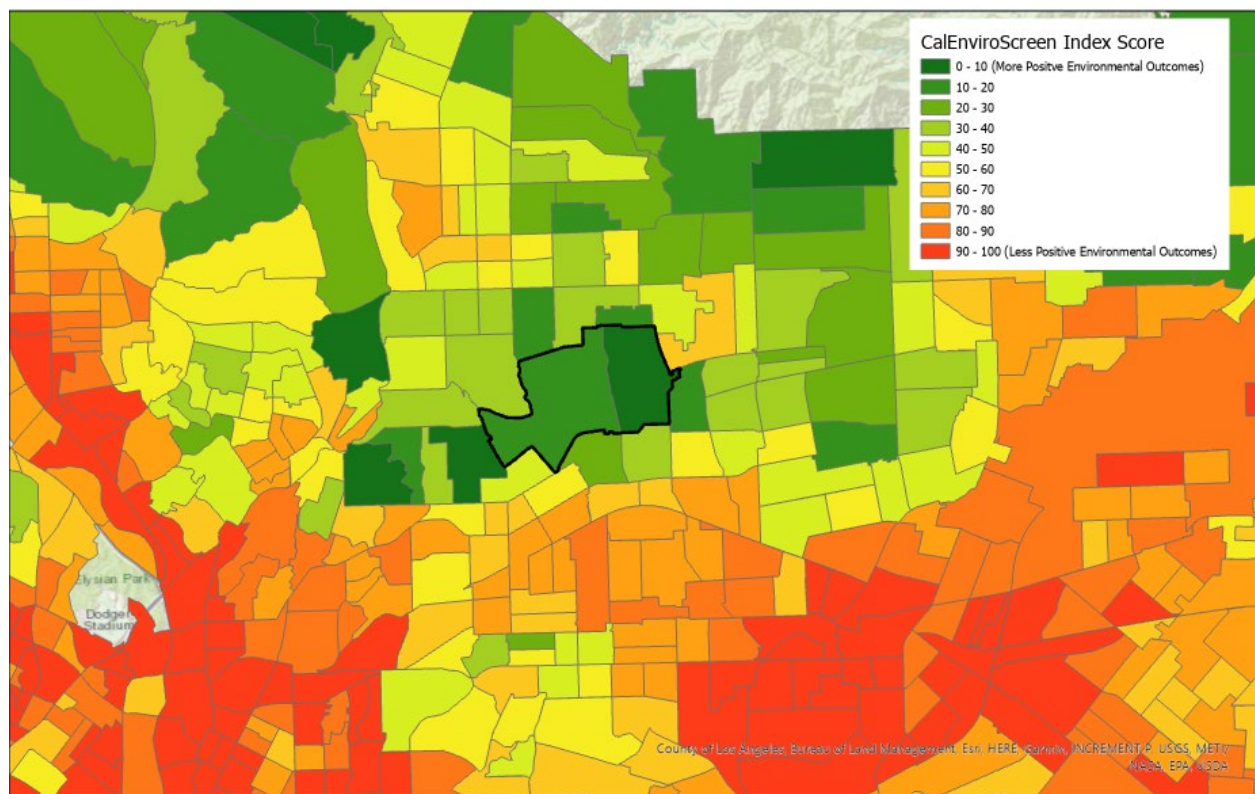 CalEnviroScreen Index Score
0 - 10 (More Positve Environmental Outcomes)
10 - 20
20 - 30
30 - 40
40 - 50
50 - 60
60 - 70
70 - 80
80 - 90
90 - 100 (Less Positive Environmental Outcomes)
Elysian Park
Dodger
Stadium
County of Los Angeles, Bureau of Land Management, Esri, HERE, Garmin, INCREMENT P, USGS, METI/
NASA, EPA, USDA